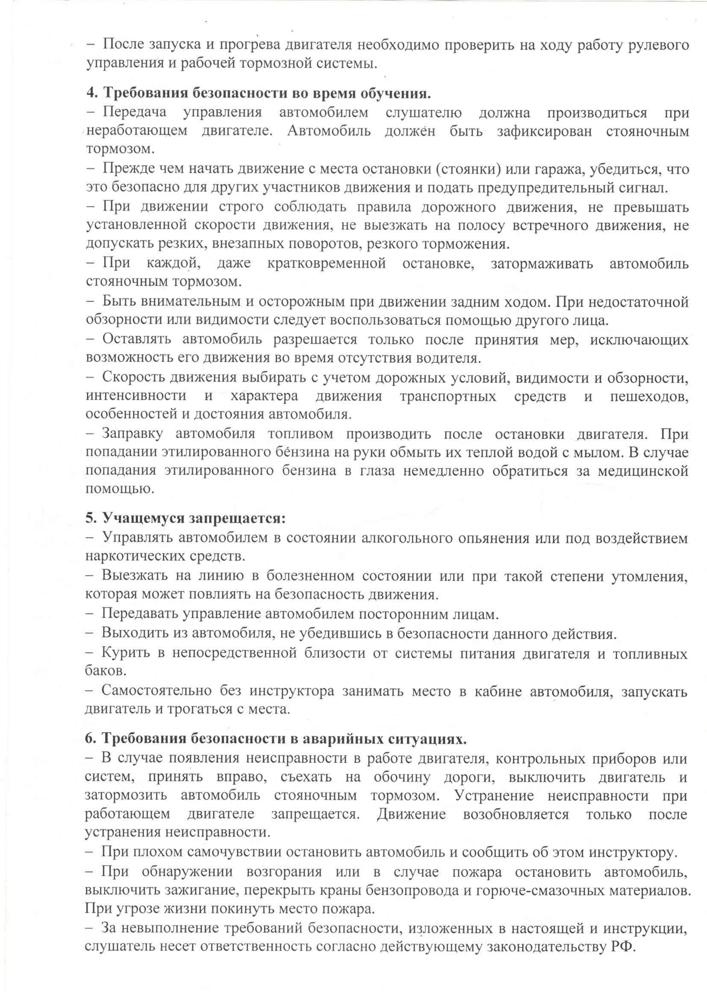 – После запуска и прогрева двигателя необходимо проверить на ходу работу рулевого
управления и рабочей тормозной системы.
4. Требования безопасности во время обучения.
– Передача управления автомобилем слушателю должна производиться при
неработающем двигателе. Автомобиль должен быть зафиксирован стояночным
тормозом.
– Прежде чем начать движение с места остановки (стоянки) или гаража, убедиться, что
это безопасно для других участников движения и подать предупредительный сигнал.
– При движении строго соблюдать правила дорожного движения, не превышать
установленной скорости движения, не выезжать на полосу встречного движения, не
допускать резких, внезапных поворотов, резкого торможения.
– При каждой, даже кратковременной остановке, затормаживать автомобиль
стояночным тормозом.
– Быть внимательным и осторожным при движении задним ходом. При недостаточной
обзорности или видимости следует воспользоваться помощью другого лица.
– Оставлять автомобиль разрешается только после принятия мер, исключающих
возможность его движения во время отсутствия водителя.
– Скорость движения выбирать с учетом дорожных условий, видимости и обзорности,
интенсивности и характера движения транспортных средств и пешеходов,
особенностей и достояния автомобиля.
– Заправку автомобиля топливом производить после остановки двигателя. При
попадании этилированного бензина на руки обмыть их теплой водой с мылом. В случае
попадания этилированного бензина в глаза немедленно обратиться за медицинской
помощью.
5. Учащемуся запрещается:
– Управлять автомобилем в состоянии алкогольного опьянения или под воздействием
наркотических средств.
– Выезжать на линию в болезненном состоянии или при такой степени утомления,
которая может повлиять на безопасность движения.
– Передавать управление автомобилем посторонним лицам.
– Выходить из автомобиля, не убедившись в безопасности данного действия.
– Курить в непосредственной близости от системы питания двигателя и топливных
баков.
– Самостоятельно без инструктора занимать место в кабине автомобиля, запускать
двигатель и трогаться с места.
6. Требования безопасности в аварийных ситуациях.
– В случае появления неисправности в работе двигателя, контрольных приборов или
систем, принять вправо, съехать на обочину дороги, выключить двигатель и
затормозить автомобиль стояночным тормозом. Устранение неисправности при
работающем двигателе запрещается. Движение возобновляется только после
устранения неисправности.
– При плохом самочувствии остановить автомобиль и сообщить об этом инструктору.
– При обнаружении возгорания или в случае пожара остановить автомобиль,
выключить зажигание, перекрыть краны бензопровода и горюче-смазочных материалов.
При угрозе жизни покинуть место пожара.
– За невыполнение требований безопасности, изложенных в настоящей и инструкции,
слушатель несет ответственность согласно действующему законодательству РФ.